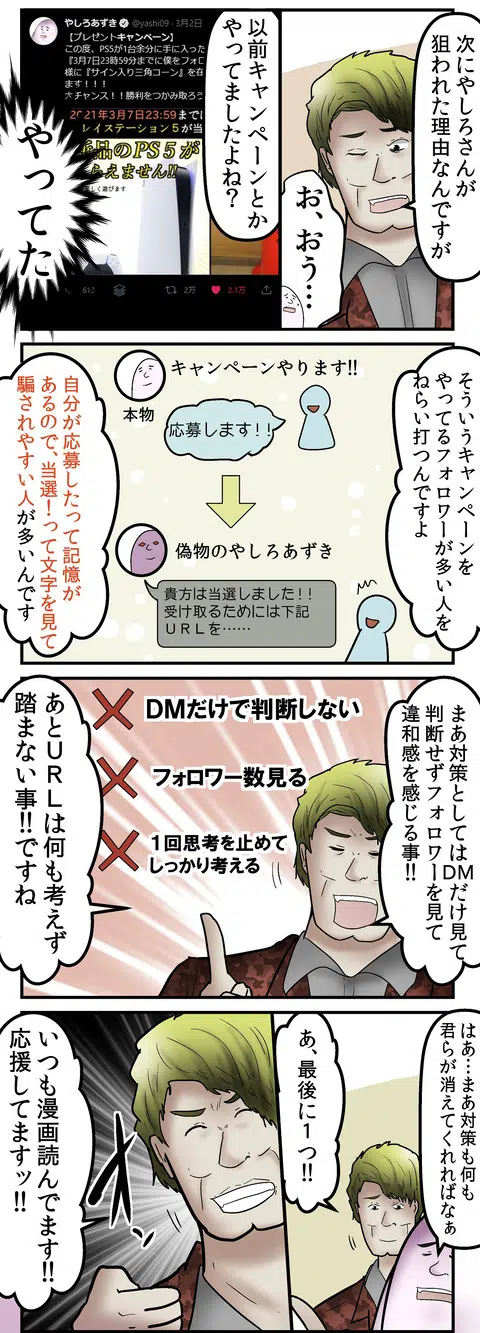 次にやしろさんが
狙われた理由なんですが
お、おう…
以前キャンペーンとか
やってましたよね？
やしろあずき
@yashi09・3月2日
【プレゼントキャンペーン】
この度、PS5が1台余分に手に入った
『3月7日23時59分までに僕をフォロ
様に『サイン入り三角コーン』を在
ます！！！
大チャンス！！勝利をつかみ取ろう
2021年3月7日23:59まで
レイステーション５が当
新品のPS５が
らえません!!
しく遊びます
612
2万
2.1万
やってた
そういうキャンペーンを
やってるフォロワーが多い人を
ねらい打つんですよ
キャンペーンやります!!
本物
応募します！！
偽物のやしろあずき
貴方は当選しました！！
受け取るためには下記
ＵＲＬを……
自分が応募したって記憶が
あるので、当選！って文字を見て
騙されやすい人が多いんです
まあ対策としてはDMだけ見て
判断せずフォロワーを見て
違和感を感じる事!!
DMだけで判断しない
フォロワー数見る
１回思考を止めて
しっかり考える
あとＵＲＬは何も考えず
踏まない事!!ですね
はあ…まあ対策も何も
君らが消えてくれればなぁ
あ、最後に１つ!!
いつも漫画読んでます!!
応援してますッ!!